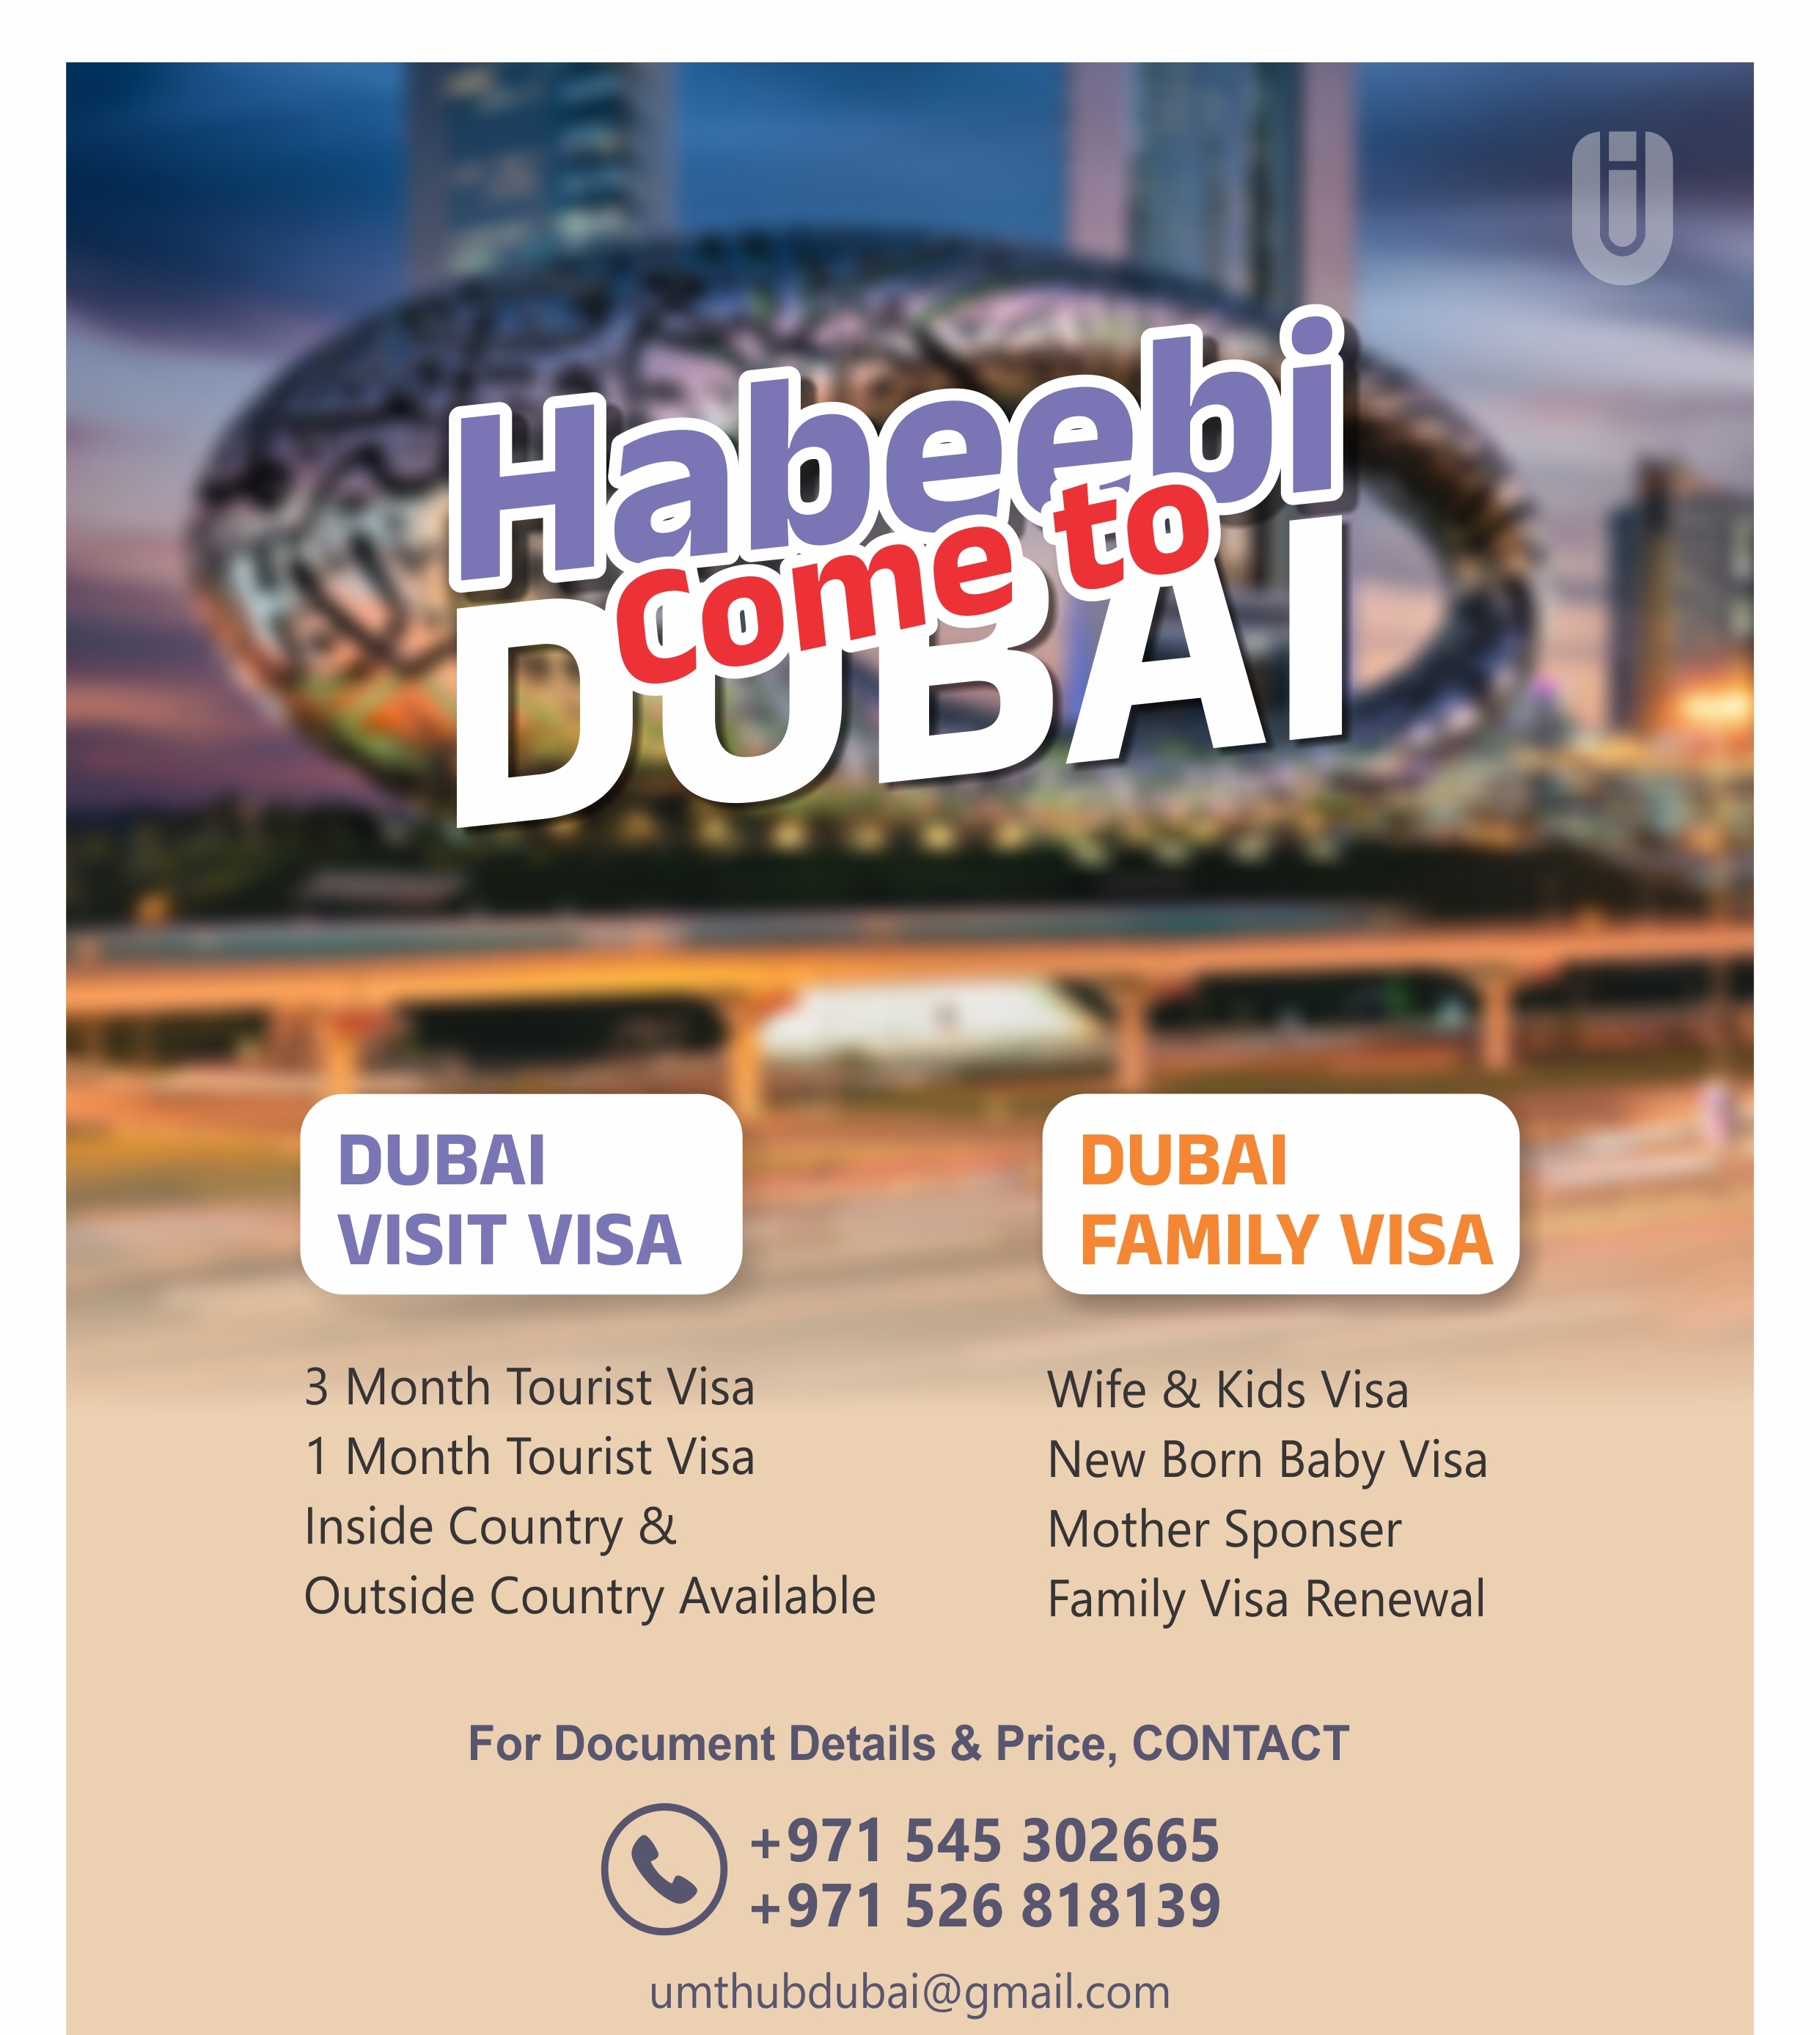 Habeebi
Come to
DUBAI
DUBAI
VISIT VISA
3 Month Tourist Visa
1 Month Tourist Visa
Inside Country &
Outside Country Available
DUBAI
FAMILY VISA
Wife & Kids Visa
New Born Baby Visa
Mother Sponser
Family Visa Renewal
For Document Details & Price, CONTACT
+971 545 302665
+971 526 818139
umthubdubai@gmail.com